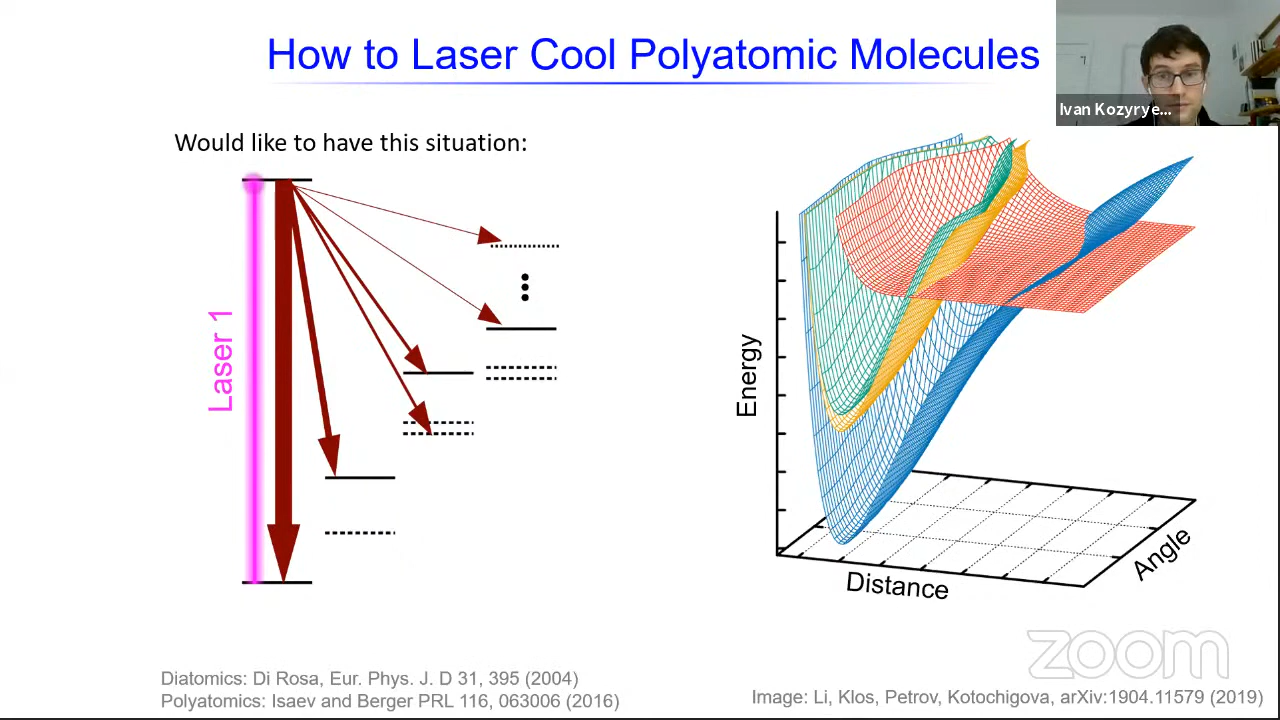 How to Laser Cool Polyatomic Molecules
Ivan Kozyrye...
Would like to have this situation:
Laser 1
Energy
Distance
Angle
zoom
Diatomics: Di Rosa, Eur. Phys. J. D 31, 395 (2004)
Polyatomics: Isaev and Berger PRL 116, 063006 (2016)
Image: Li, Klos, Petrov, Kotochigova, arXiv:1904.11579 (2019)